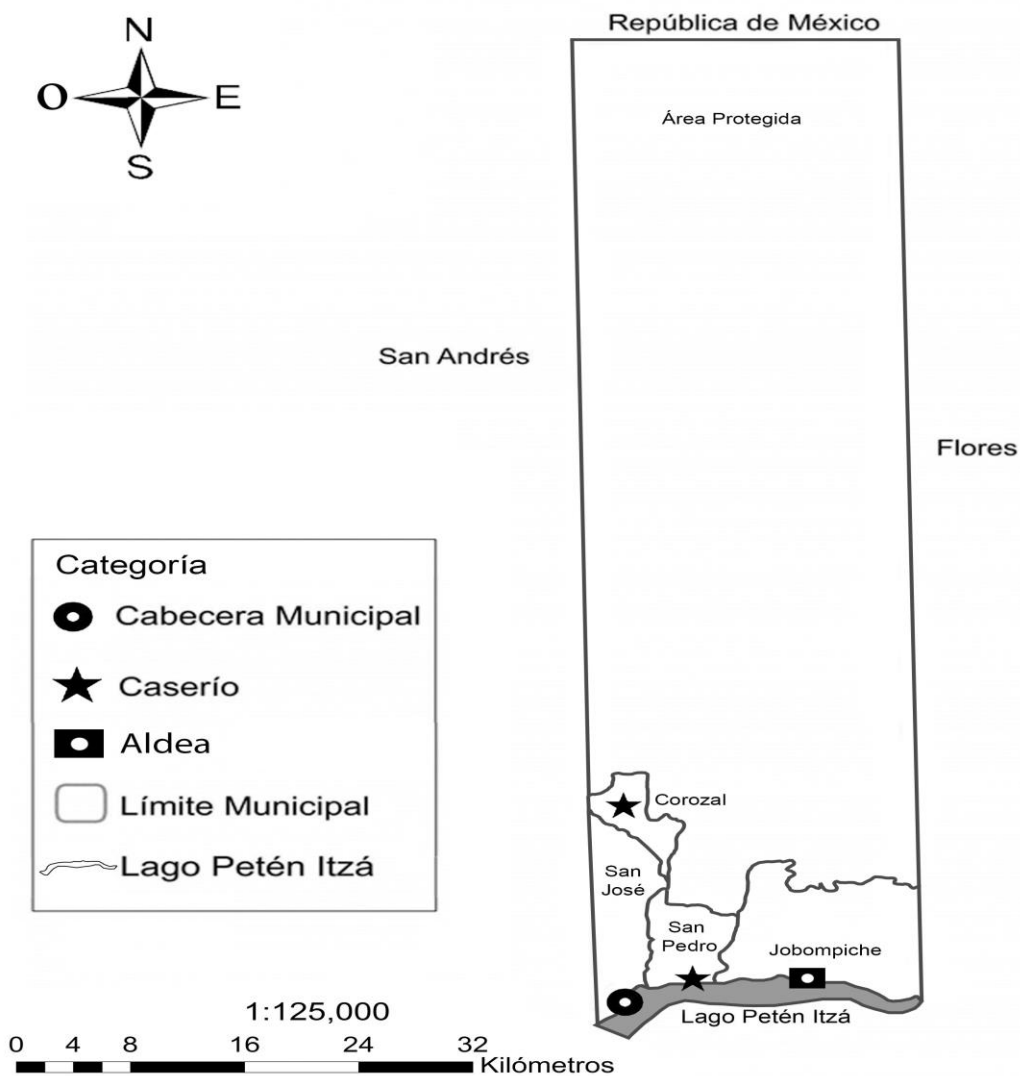 República de México
N
O E
S
Área Protegida
San Andrés
Flores
Categoría
Cabecera Municipal
Caserío
Aldea
Límite Municipal
Lago Petén Itzá
Corozal
San
José
San
Pedro
Jobompiche
Lago Petén Itzá
1:125,000
0 4 8 16 24 32
Kilómetros